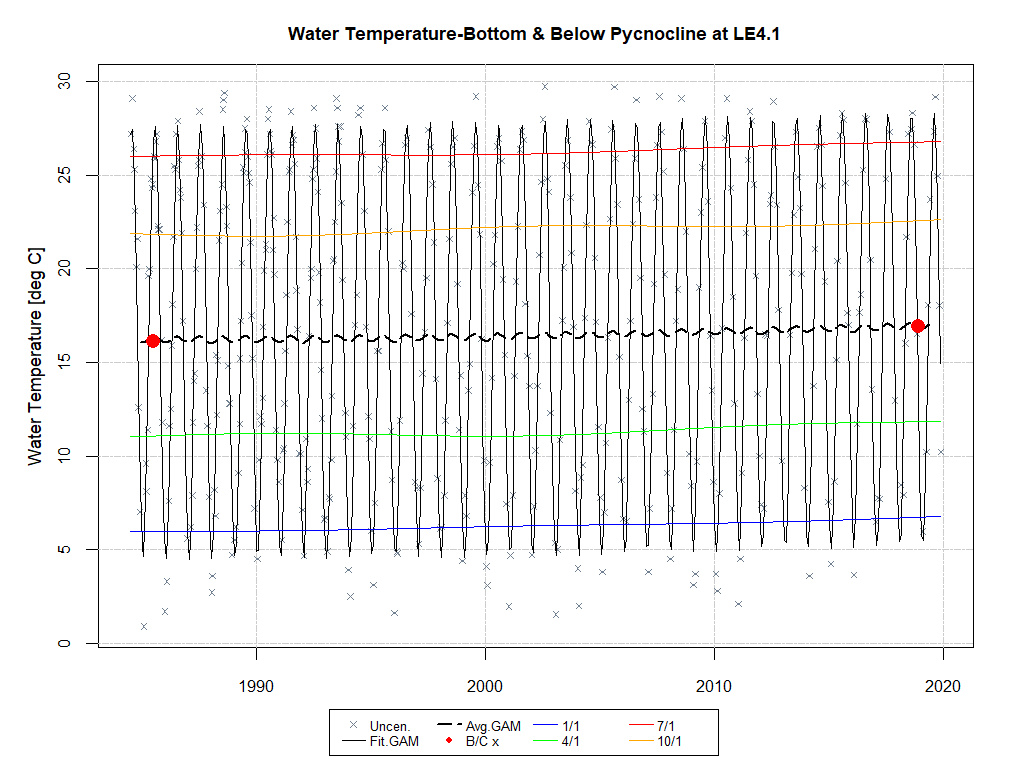 Water Temperature-Bottom & Below Pycnocline at LE4.1
Water Temperature [deg C]
30
25
20
15
10
5
0
1990 2000 2010 2020
Uncen. Avg.GAM 1/1 7/1
Fit.GAM B/C x 4/1 10/1